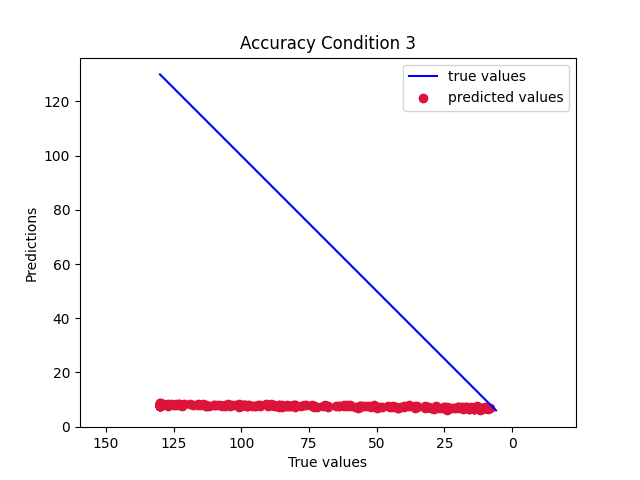 Accuracy Condition 3
true values
predicted values
Predictions
120
100
80
60
40
20
0
150 125 100 75 50 25 0
True values